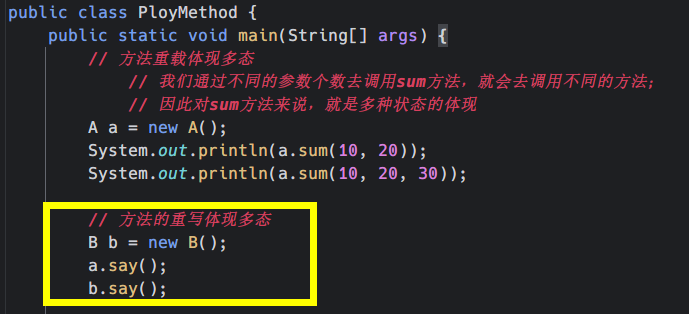 public class PloyMethod {
public static void main(String[] args) {
// 方法重载体现多态
// 我们通过不同的参数个数去调用sum方法，就会去调用不同的方法；
// 因此对sum方法来说，就是多种状态的体现
A a = new A();
System.out.println(a.sum(10, 20));
System.out.println(a.sum(10, 20, 30));
// 方法的重写体现多态
B b = new B();
a.say();
b.say();